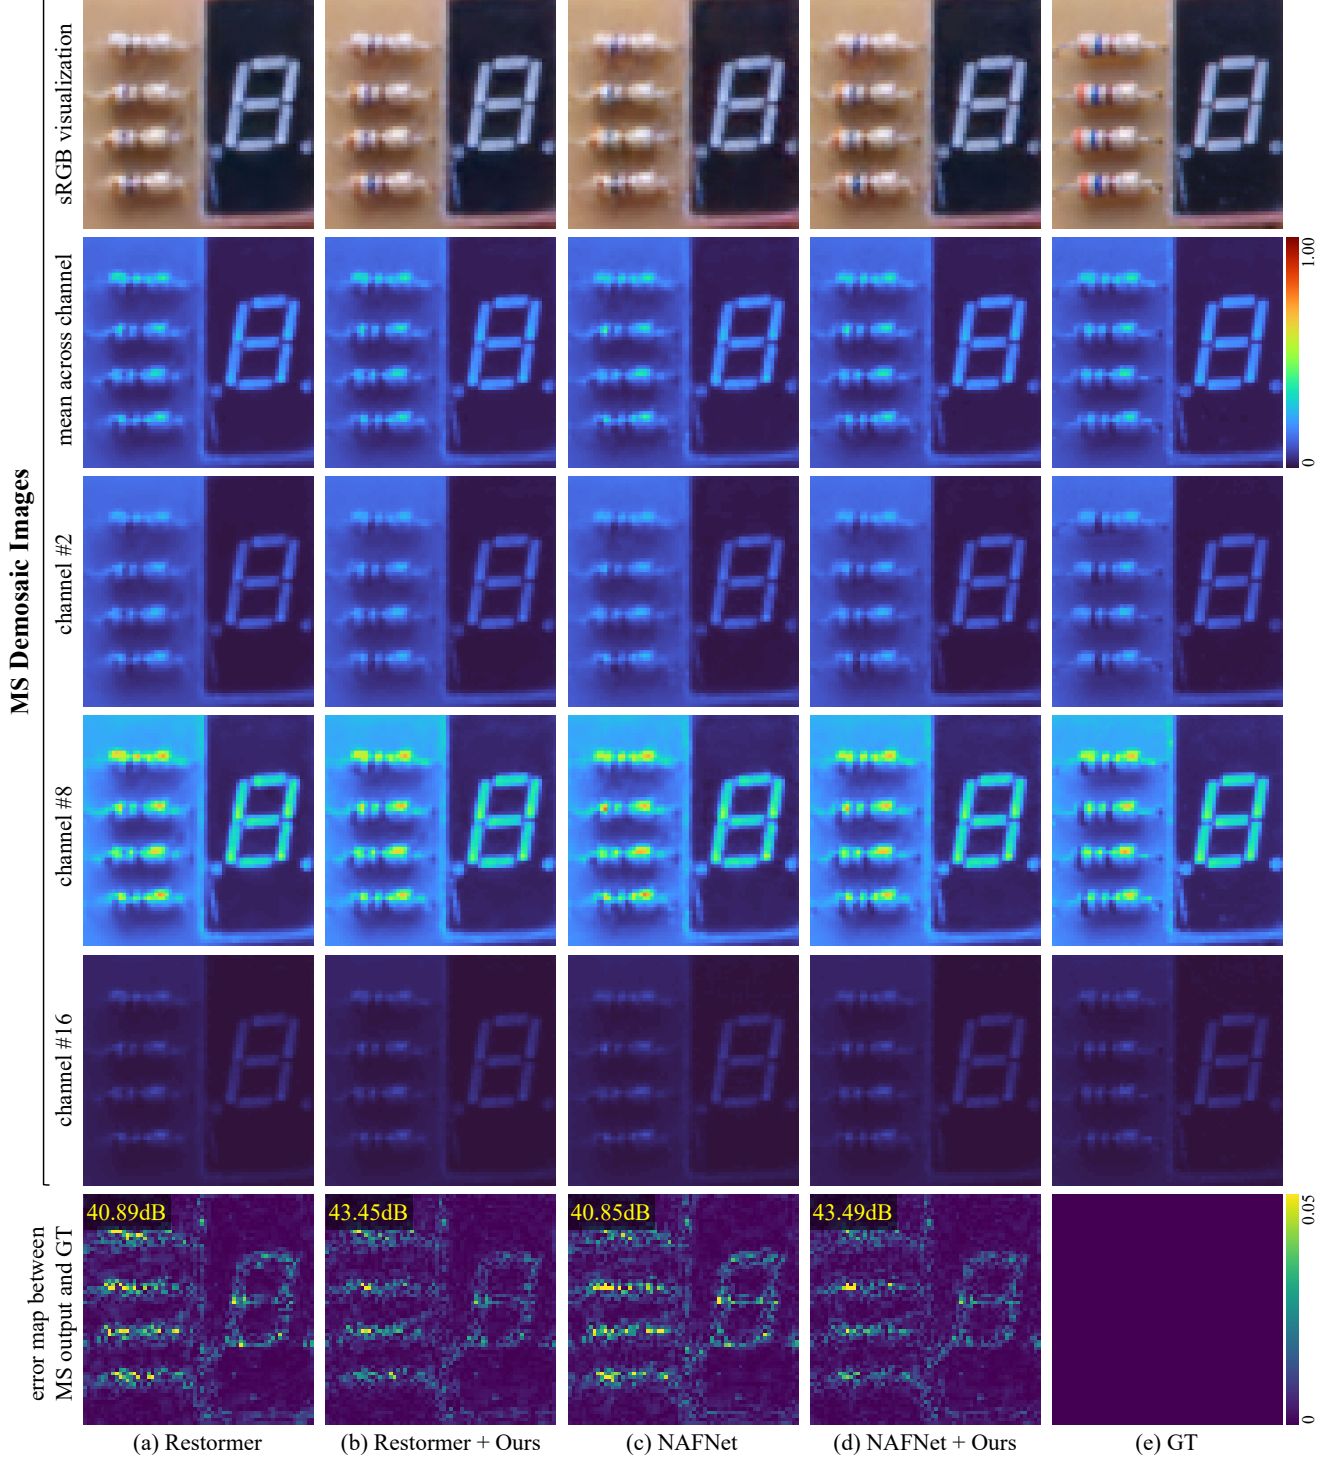 MS Demosaic Images
sRGB visualization
mean across channel
1.00
0
channel #2
channel #8
channel #16
error map between
MS output and GT
40.89dB
43.45dB
40.85dB
43.49dB
0.05
0
(a) Restormer
(b) Restormer + Ours
(c) NAFNet
(d) NAFNet + Ours
(e) GT